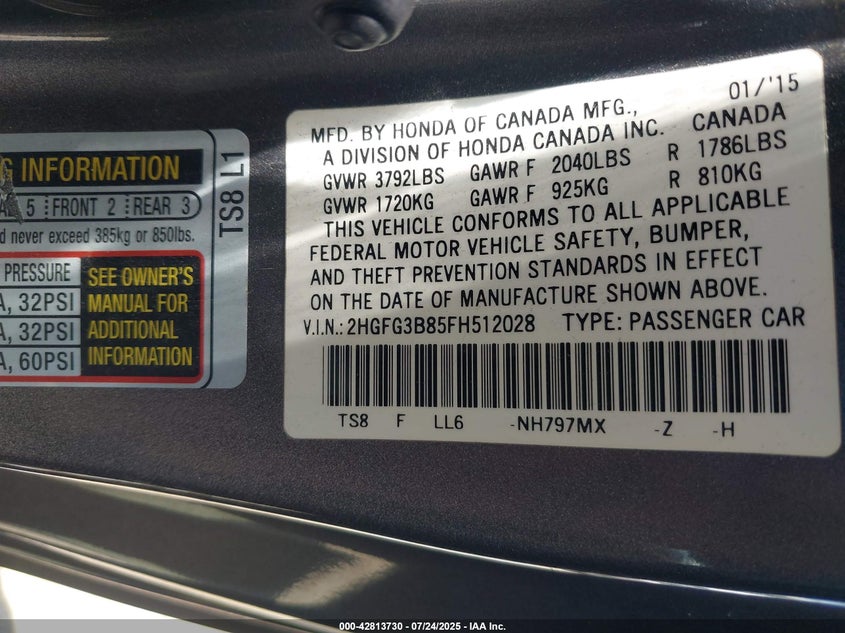 G INFORMATION
5 FRONT 2 REAR 3
d never exceed 385kg or 850lbs.
PRESSURE
A, 32PSI
A, 32PSI
A, 60PSI
SEE OWNER'S
MANUAL FOR
ADDITIONAL
INFORMATION
TS8 L1
01/'15
MFD. BY HONDA OF CANADA MFG.,
A DIVISION OF HONDA CANADA INC. CANADA
GVWR 3792LBS GAWR F 2040LBS R 1786LBS
GVWR 1720KG GAWR F 925KG R 810KG
THIS VEHICLE CONFORMS TO ALL APPLICABLE
FEDERAL MOTOR VEHICLE SAFETY, BUMPER,
AND THEFT PREVENTION STANDARDS IN EFFECT
ON THE DATE OF MANUFACTURE SHOWN ABOVE.
V.I.N.: 2HGFG3B85FH512028 TYPE: PASSENGER CAR
TS8 F LL6 -NH797MX -Z -H
000-42813730 - 07/24/2025 - IAA Inc.